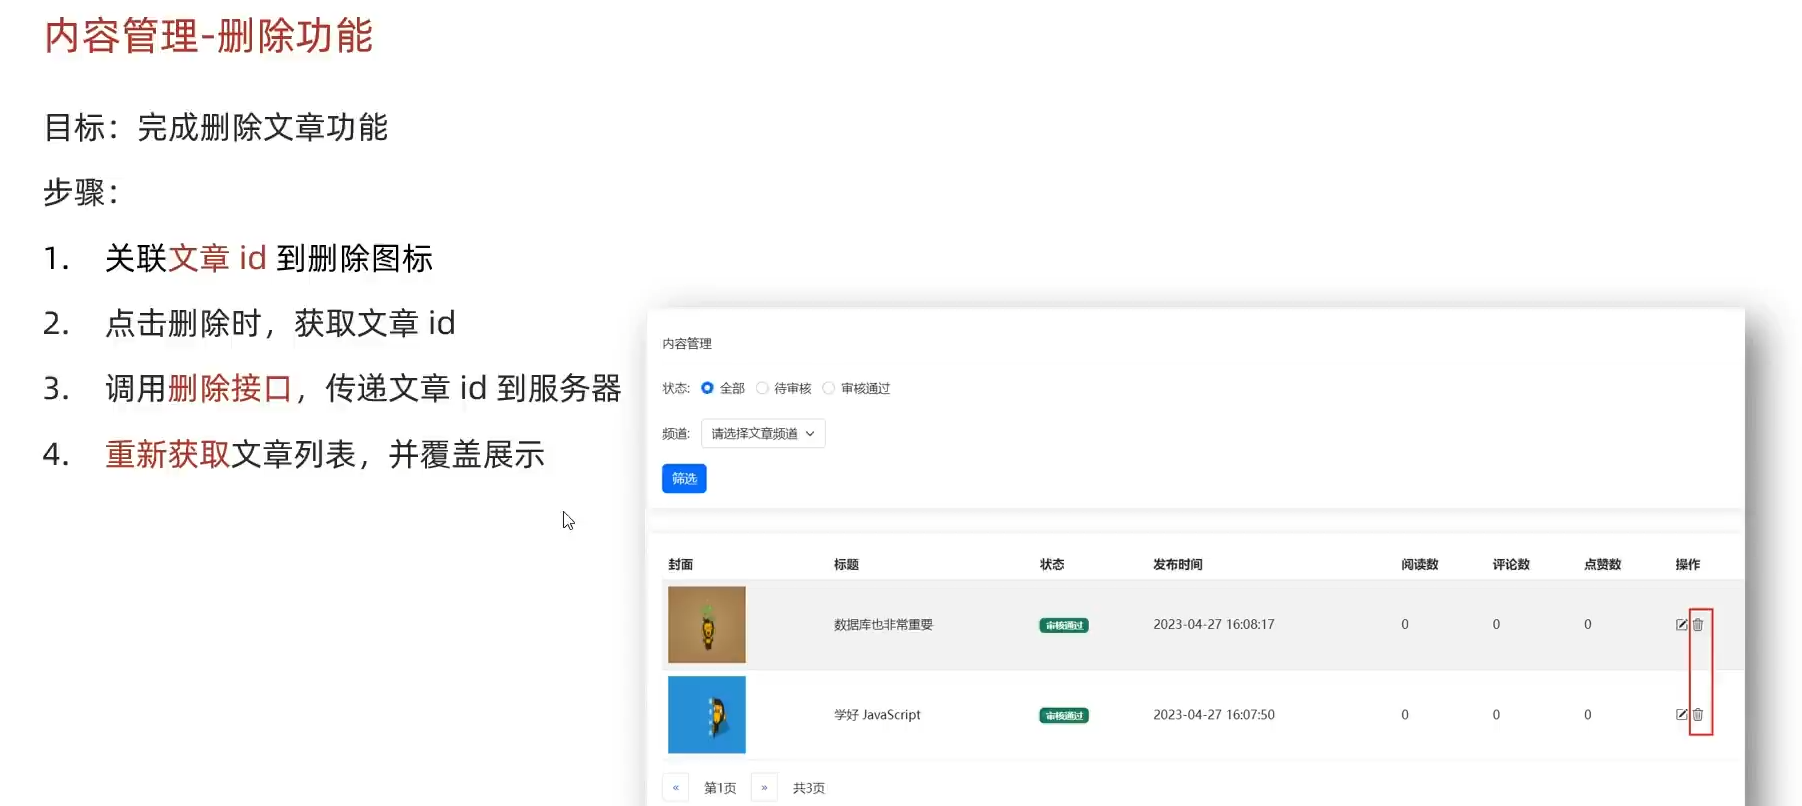 内容管理-删除功能
目标：完成删除文章功能
步骤：
1. 关联文章 id 到删除图标
2. 点击删除时，获取文章 id
3. 调用删除接口，传递文章 id 到服务器
4. 重新获取文章列表，并覆盖展示
内容管理
状态: 全部 待审核 审核通过
频道: 请选择文章频道
筛选
封面 标题 状态 发布时间 阅读数 评论数 点赞数 操作
数据库也非常重要 审核通过 2023-04-27 16:08:17 0 0 0
学好 JavaScript 审核通过 2023-04-27 16:07:50 0 0 0
« 第1页 » 共3页